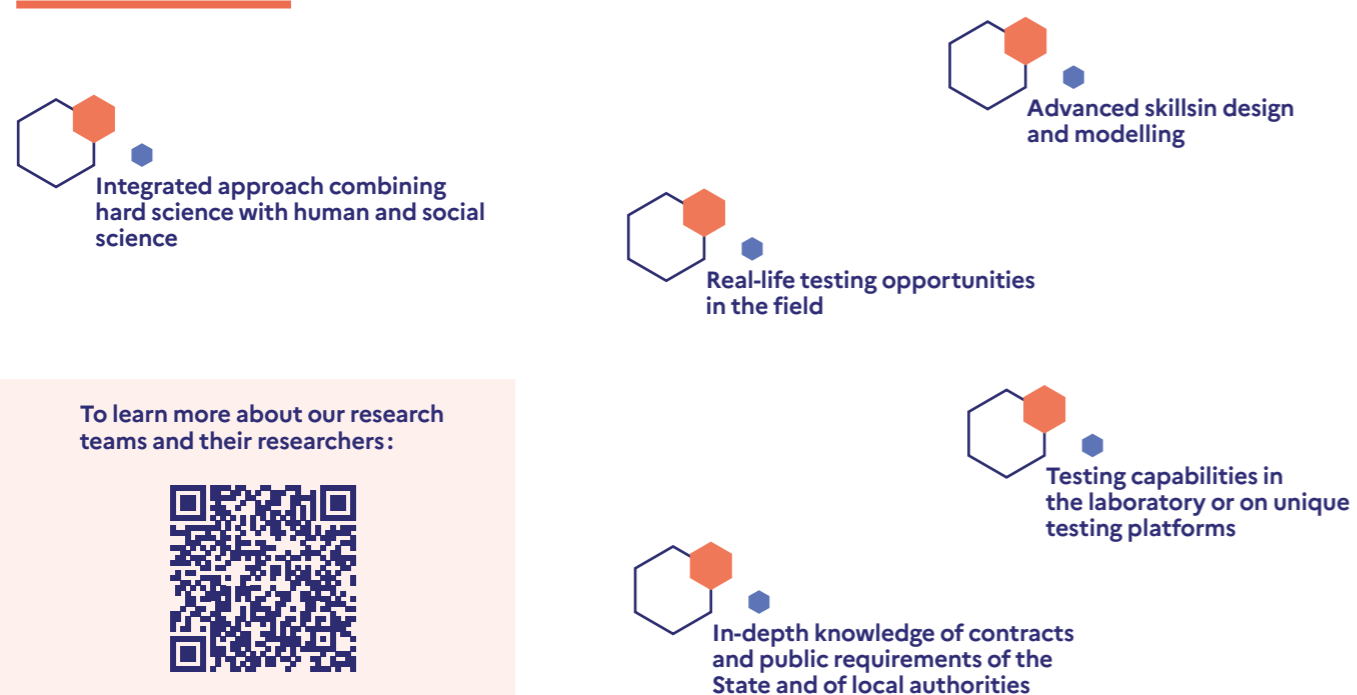 Advanced skillsin design
and modelling
Integrated approach combining
hard science with human and social
science
Real-life testing opportunities
in the field
To learn more about our research
teams and their researchers:
Testing capabilities in
the laboratory or on unique
testing platforms
In-depth knowledge of contracts
and public requirements of the
State and of local authorities